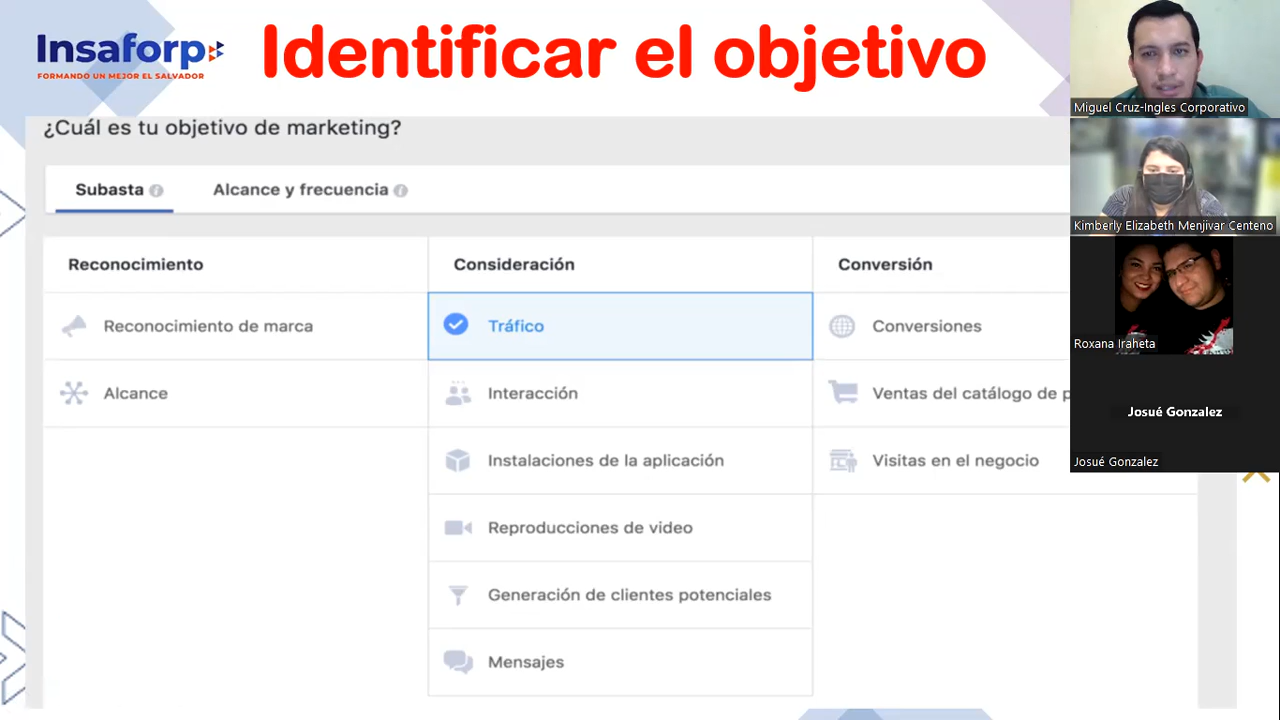 Insaforp
FORMANDO UN MEJOR EL SALVADOR
Identificar el objetivo
¿Cuál es tu objetivo de marketing?
Subasta
Alcance y frecuencia
Reconocimiento
Reconocimiento de marca
Alcance
Consideración
Tráfico
Interacción
Instalaciones de la aplicación
Reproducciones de video
Generación de clientes potenciales
Mensajes
Conversión
Conversiones
Ventas del catálogo de p
Visitas en el negocio
Miguel Cruz-Ingles Corporativo
Kimberly Elizabeth Menjivar Centeno
Roxana Iraheta
Josué Gonzalez
Josué Gonzalez